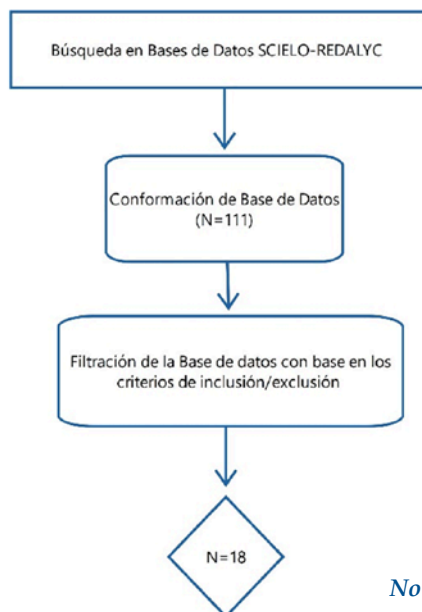 Búsqueda en Bases de Datos SCIELO-REDALYC
Conformación de Base de Datos
(N=111)
Filtración de la Base de datos con base en los
criterios de inclusión/exclusión
N=18
No